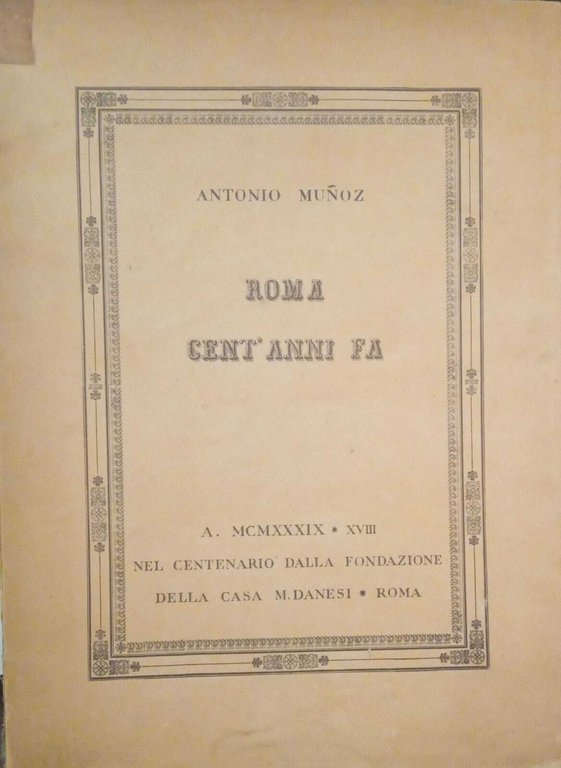 ANTONIO MUÑOZ
ROMA
CENT'ANNI FA
A. MCMXXXIX * XVIII
NEL CENTENARIO DALLA FONDAZIONE
DELLA CASA M. DANESI * ROMA